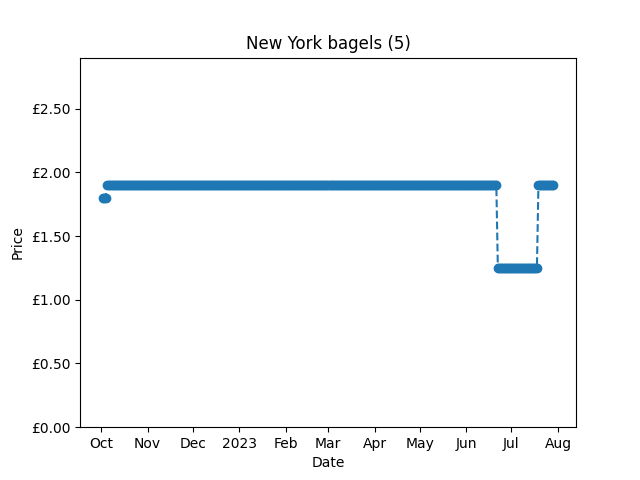 New York bagels (5)
£2.50
£2.00
£1.50
£1.00
£0.50
£0.00
Price
Oct Nov Dec 2023 Feb Mar Apr May Jun Jul Aug
Date